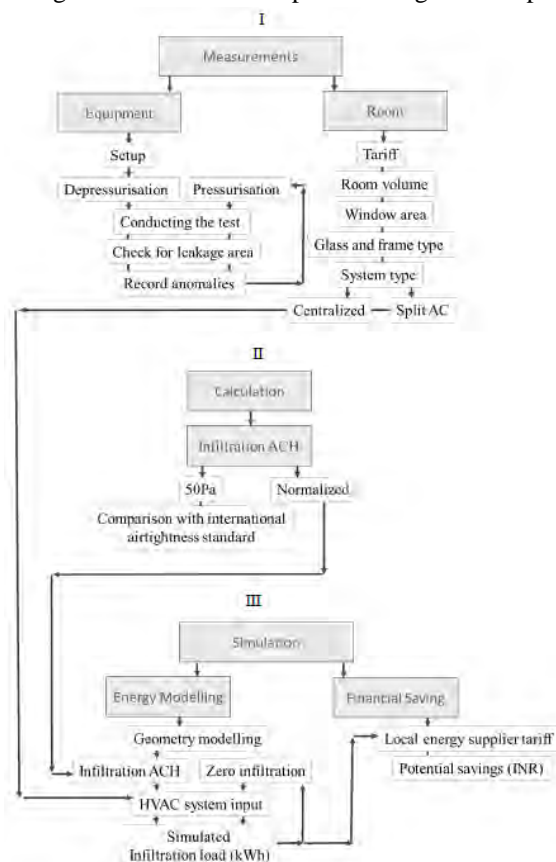 I
Measurements
Equipment
Room
Setup
Tariff
Depressurisation
Pressurisation
Room volume
Conducting the test
Window area
Check for leakage area
Glass and frame type
Record anomalies
System type
Centralized
Split AC
II
Calculation
Infiltration ACH
50Pa
Normalized
Comparison with international
airtightness standard
III
Simulation
Energy Modelling
Financial Saving
Geometry modelling
Local energy supplier tariff
Infiltration ACH
Zero infiltration
Potential savings (INR)
HVAC system input
Simulated
Infiltration load (kWh)